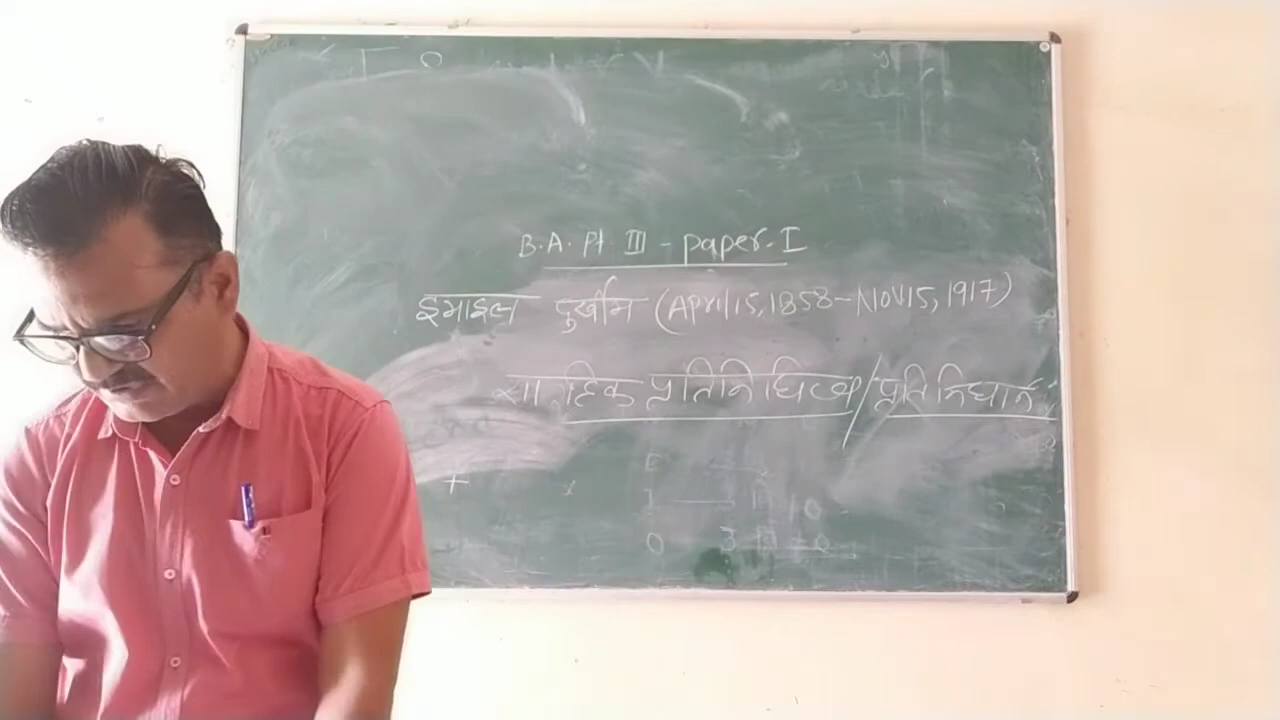 B.A. Pt. III - paper. I
इमाइल दुर्खीम (April 15, 1858 - Nov 15, 1917)
प्रतिनिधित्व / प्रतिनिधान